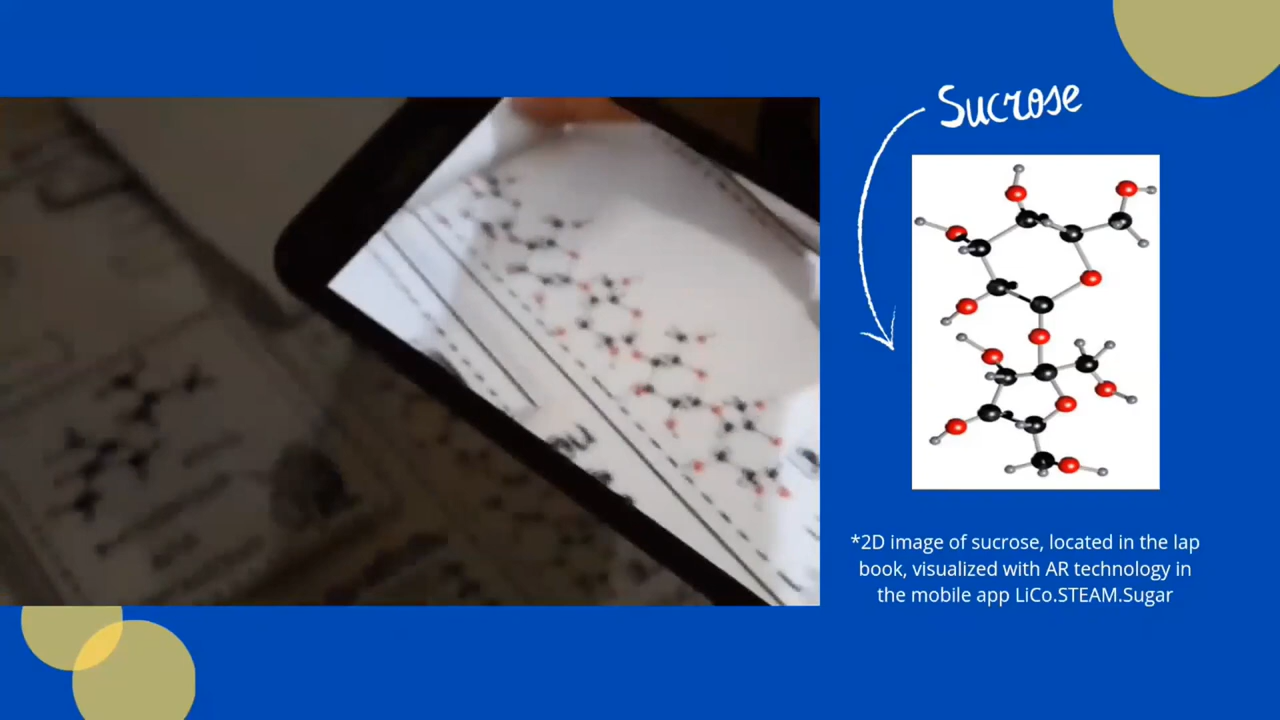 Sucrose
*2D image of sucrose, located in the lap
book, visualized with AR technology in
the mobile app LiCo.STEAM.Sugar